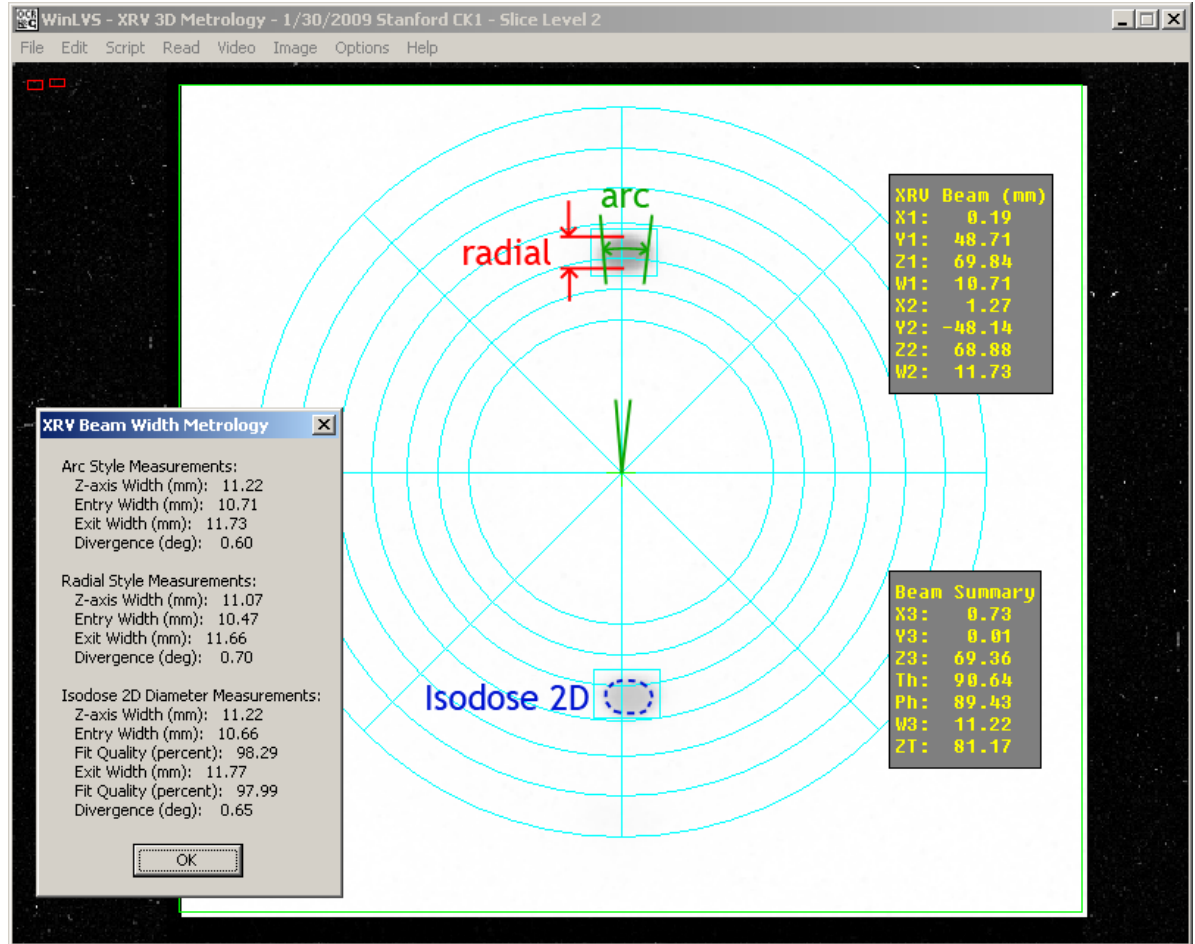 WinLVS - XRV 3D Metrology - 1/30/2009 Stanford CK1 - Slice Level 2
File Edit Script Read Video Image Options Help
arc
radial
XRV Beam (mm)
X1: 0.19
Y1: 48.71
Z1: 69.84
W1: 10.71
X2: 1.27
Y2: -48.14
Z2: 68.88
W2: 11.73
XRV Beam Width Metrology
Arc Style Measurements:
Z-axis Width (mm): 11.22
Entry Width (mm): 10.71
Exit Width (mm): 11.73
Divergence (deg): 0.60
Radial Style Measurements:
Z-axis Width (mm): 11.07
Entry Width (mm): 10.47
Exit Width (mm): 11.66
Divergence (deg): 0.70
Isodose 2D Diameter Measurements:
Z-axis Width (mm): 11.22
Entry Width (mm): 10.66
Fit Quality (percent): 98.29
Exit Width (mm): 11.77
Fit Quality (percent): 97.99
Divergence (deg): 0.65
OK
Isodose 2D
Beam Summary
X3: 0.73
Y3: 0.01
Z3: 69.36
Th: 90.64
Ph: 89.43
W3: 11.22
ZT: 81.17